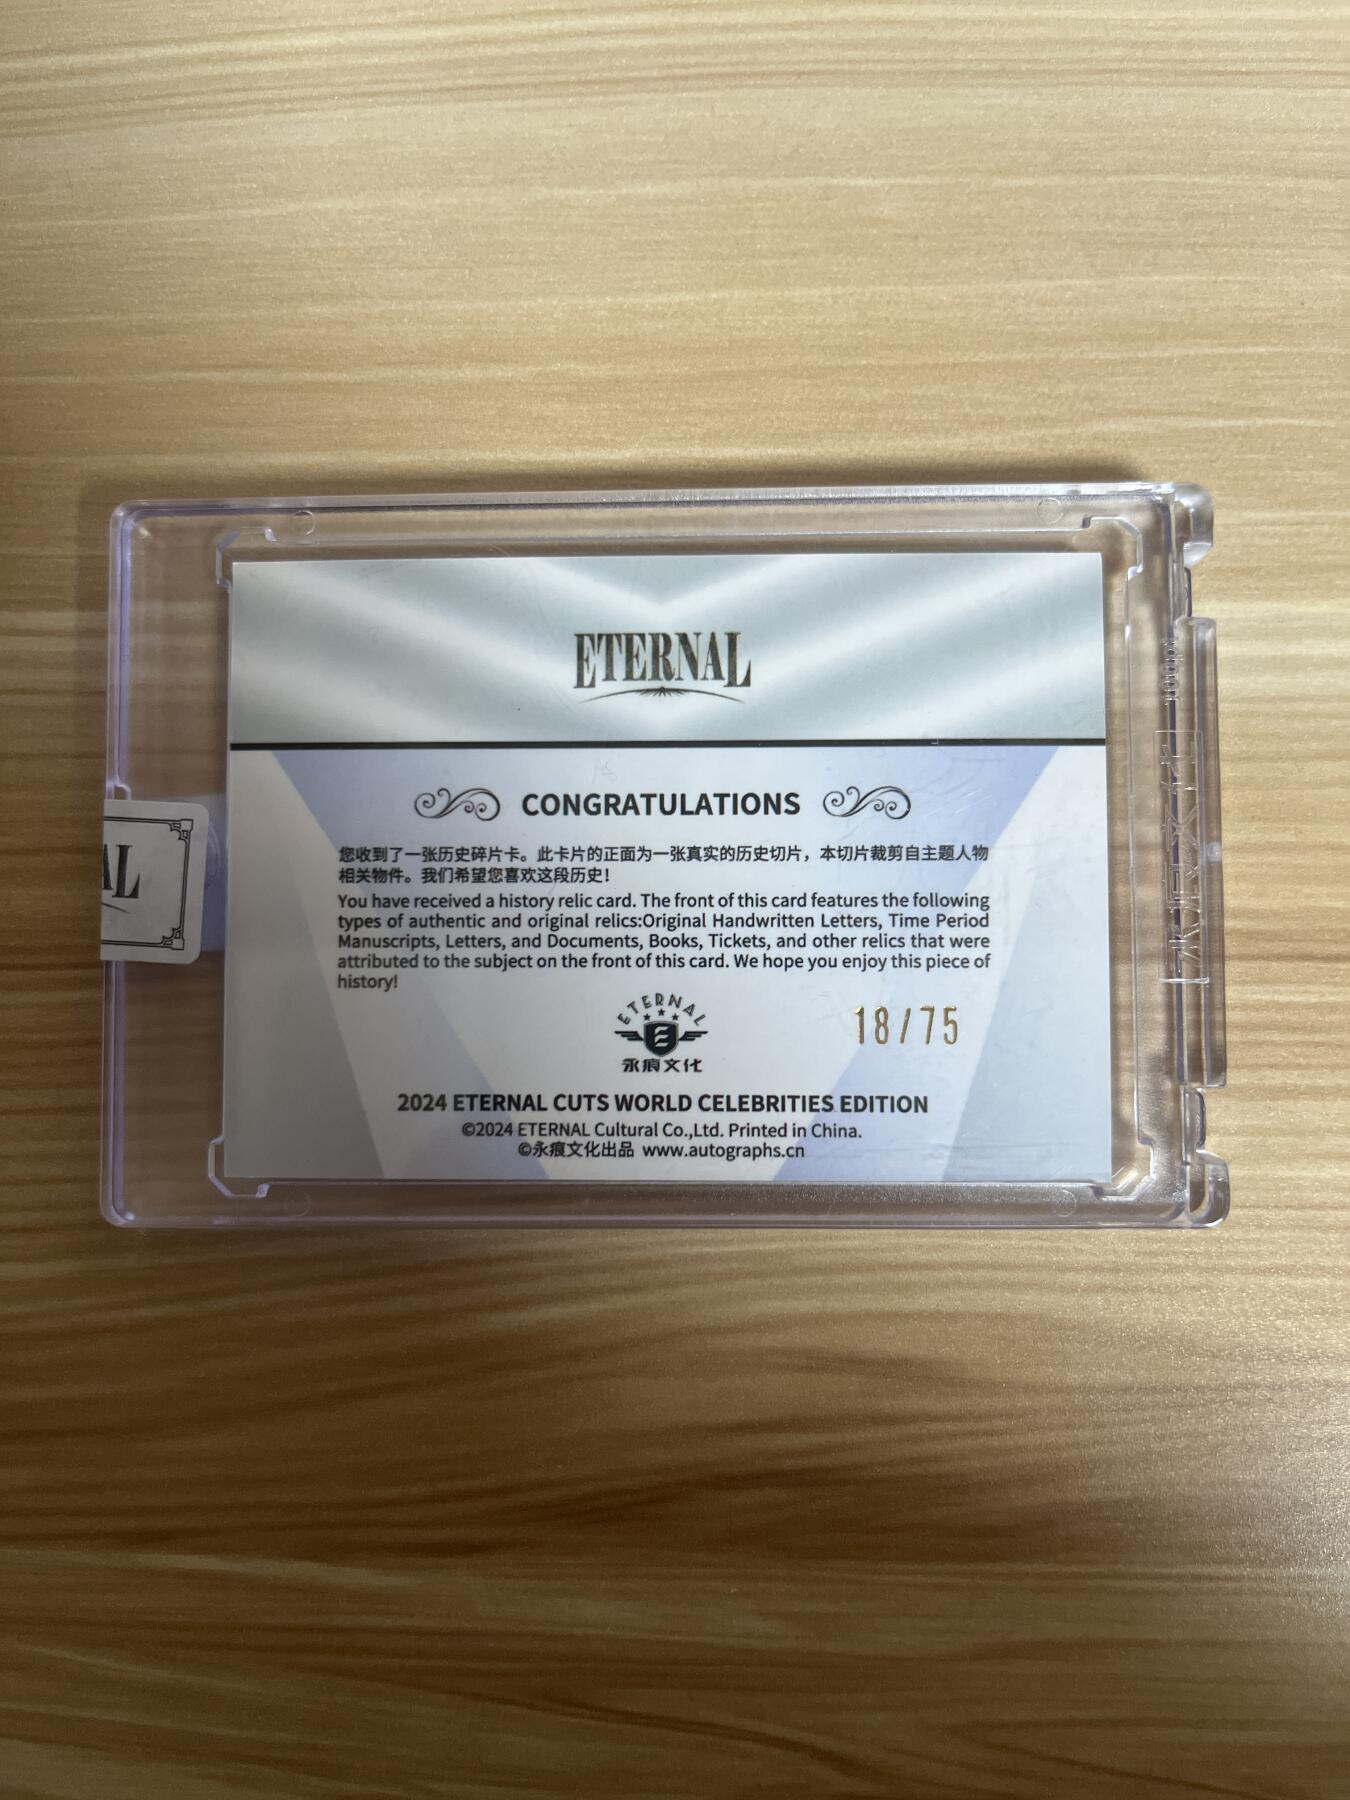 ETERNAL
CONGRATULATIONS
您收到了一张历史碎片卡。此卡片的正面为一张真实的历史切片，本切片裁剪自主题人物
相关物件。我们希望您喜欢这段历史！
You have received a history relic card. The front of this card features the following
types of authentic and original relics:Original Handwritten Letters, Time Period
Manuscripts, Letters, and Documents, Books, Tickets, and other relics that were
attributed to the subject on the front of this card. We hope you enjoy this piece of
history!
ETERNAL
永痕文化
18/75
2024 ETERNAL CUTS WORLD CELEBRITIES EDITION
©2024 ETERNAL Cultural Co.,Ltd. Printed in China.
©永痕文化出品 www.autographs.cn
AL
永痕文化
100pt